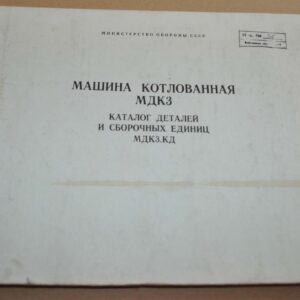 МИНИСТЕРСТВО ОБОРОНЫ СССР
МАШИНА КОТЛОВАННАЯ
МДК3
КАТАЛОГ ДЕТАЛЕЙ
И СБОРОЧНЫХ ЕДИНИЦ
МДК3.КД